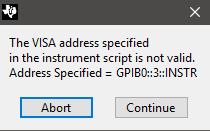 The VISA address specified
in the instrument script is not valid.
Address Specified = GPIB0::3::INSTR
Abort
Continue